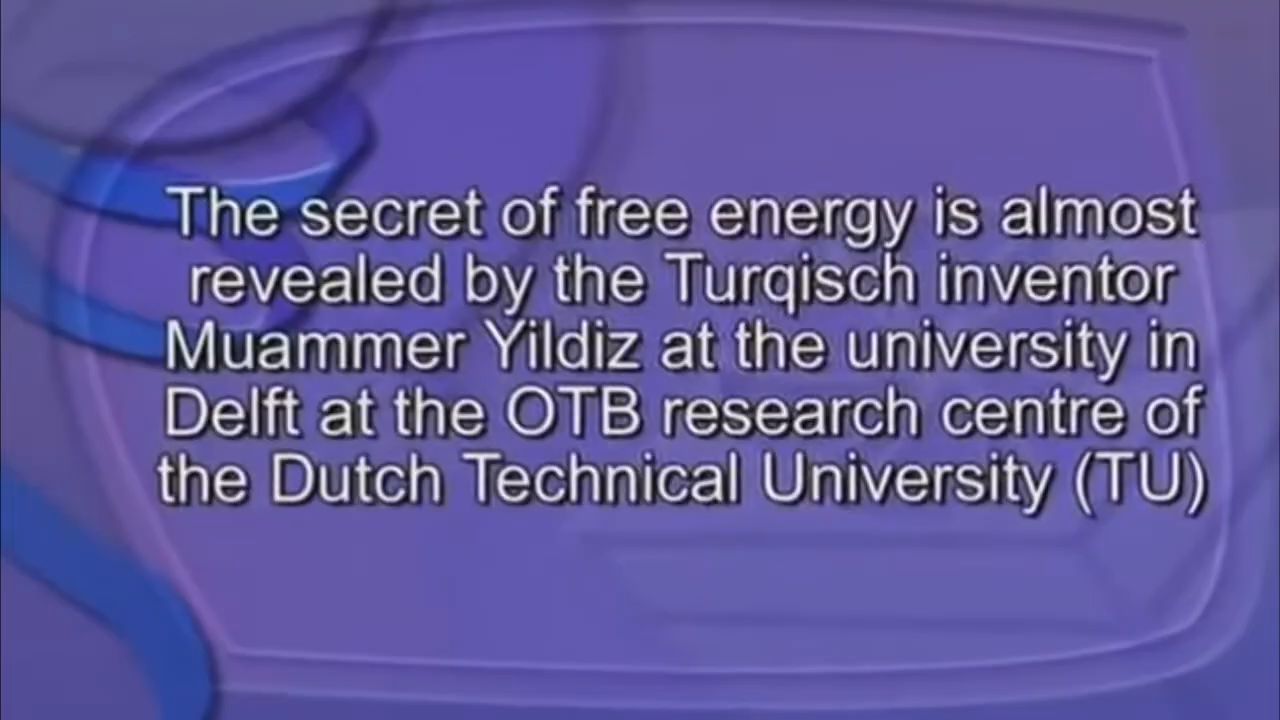 The secret of free energy is almost
revealed by the Turqisch inventor
Muammer Yildiz at the university in
Delft at the OTB research centre of
the Dutch Technical University (TU)